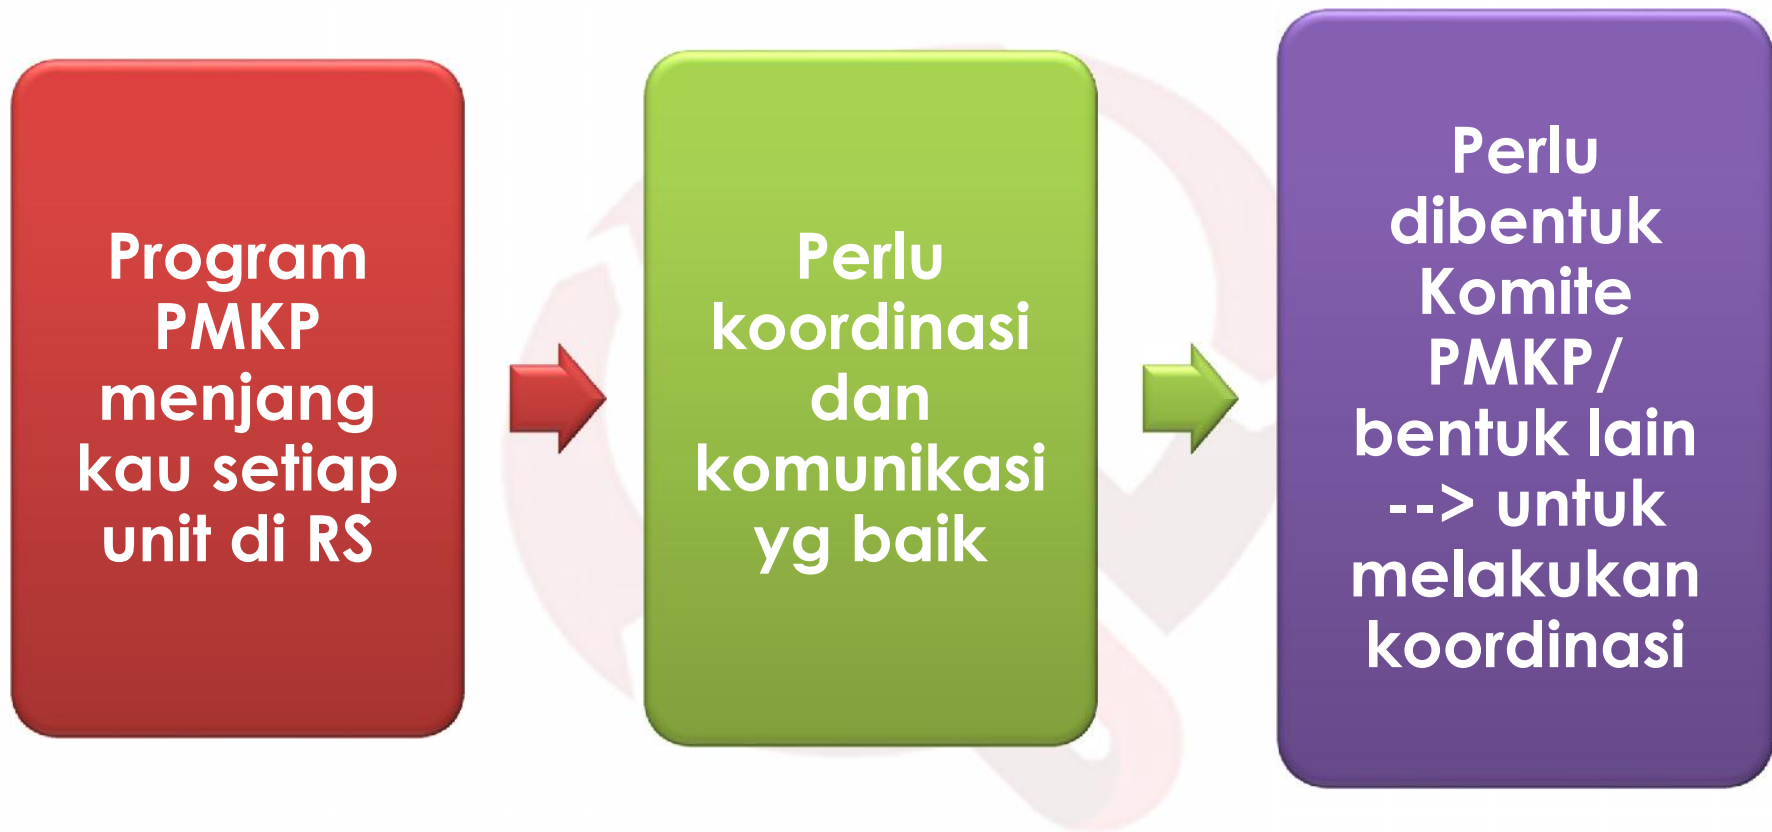 Program
PMKP
menjang
kau setiap
unit di RS
Perlu
koordinasi
dan
komunikasi
yg baik
Perlu
dibentuk
Komite
PMKP/
bentuk lain
--> untuk
melakukan
koordinasi